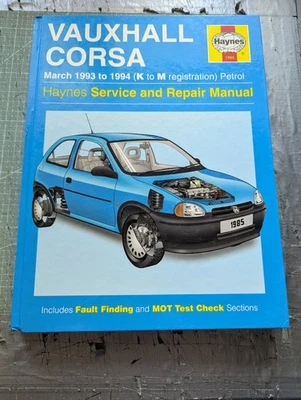 VAUXHALL
CORSA
Haynes
1985
March 1993 to 1994 (K to M registration) Petrol
Haynes Service and Repair Manual
1985
Includes Fault Finding and MOT Test Check Sections